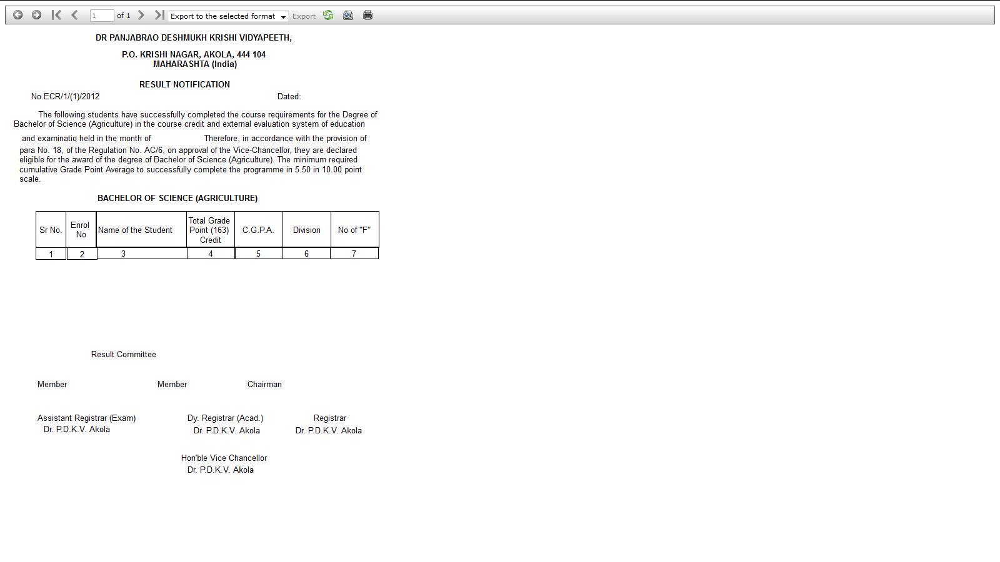 1 of 1 Export to the selected format Export
DR PANJABRAO DESHMUKH KRISHI VIDYAPEETH,
P.O. KRISHI NAGAR, AKOLA, 444 104
MAHARASHTA (India)
RESULT NOTIFICATION
No.ECR/1/(1)/2012 Dated:
The following students have successfully completed the course requirements for the Degree of
Bachelor of Science (Agriculture) in the course credit and external evaluation system of education
and examinatio held in the month of Therefore, in accordance with the provision of
para No. 18, of the Regulation No. AC/6, on approval of the Vice-Chancellor, they are declared
eligible for the award of the degree of Bachelor of Science (Agriculture). The minimum required
cumulative Grade Point Average to successfully complete the programme in 5.50 in 10.00 point
scale.
BACHELOR OF SCIENCE (AGRICULTURE)
Sr No. Enrol No Name of the Student Total Grade Point (163) Credit C.G.P.A. Division No of "F"
1 2 3 4 5 6 7
Result Committee
Member Member Chairman
Assistant Registrar (Exam) Dy. Registrar (Acad.) Registrar
Dr. P.D.K.V. Akola Dr. P.D.K.V. Akola Dr. P.D.K.V. Akola
Hon'ble Vice Chancellor
Dr. P.D.K.V. Akola